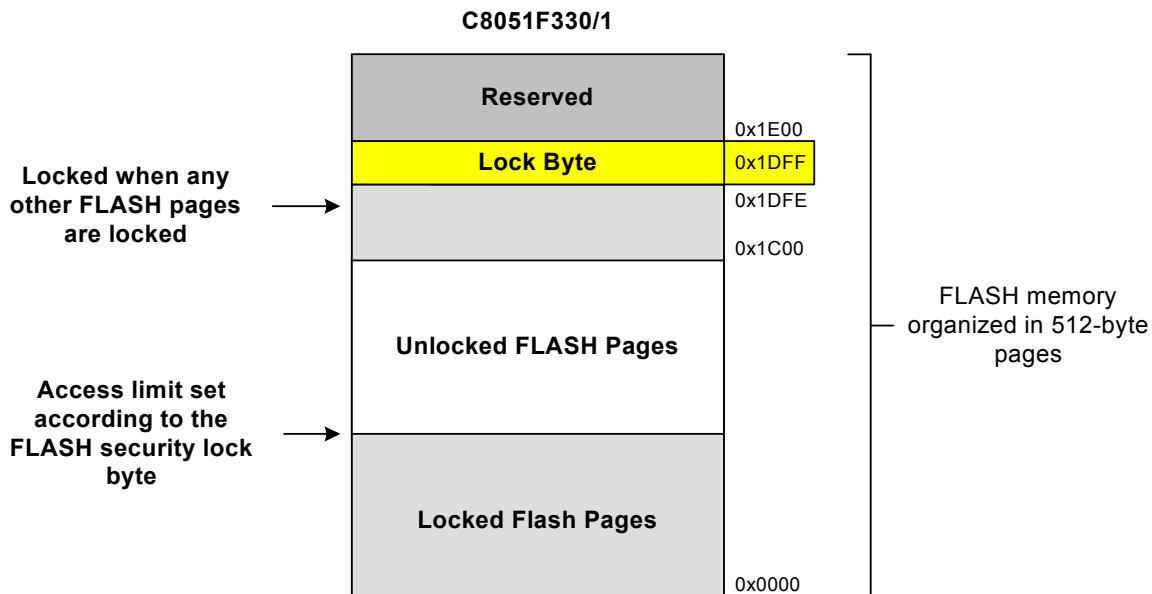 C8051F330/1
Reserved
0x1E00
Lock Byte
0x1DFF
Locked when any
other FLASH pages
are locked
0x1DFE
0x1C00
Unlocked FLASH Pages
FLASH memory
organized in 512-byte
pages
Access limit set
according to the
FLASH security lock
byte
Locked Flash Pages
0x0000